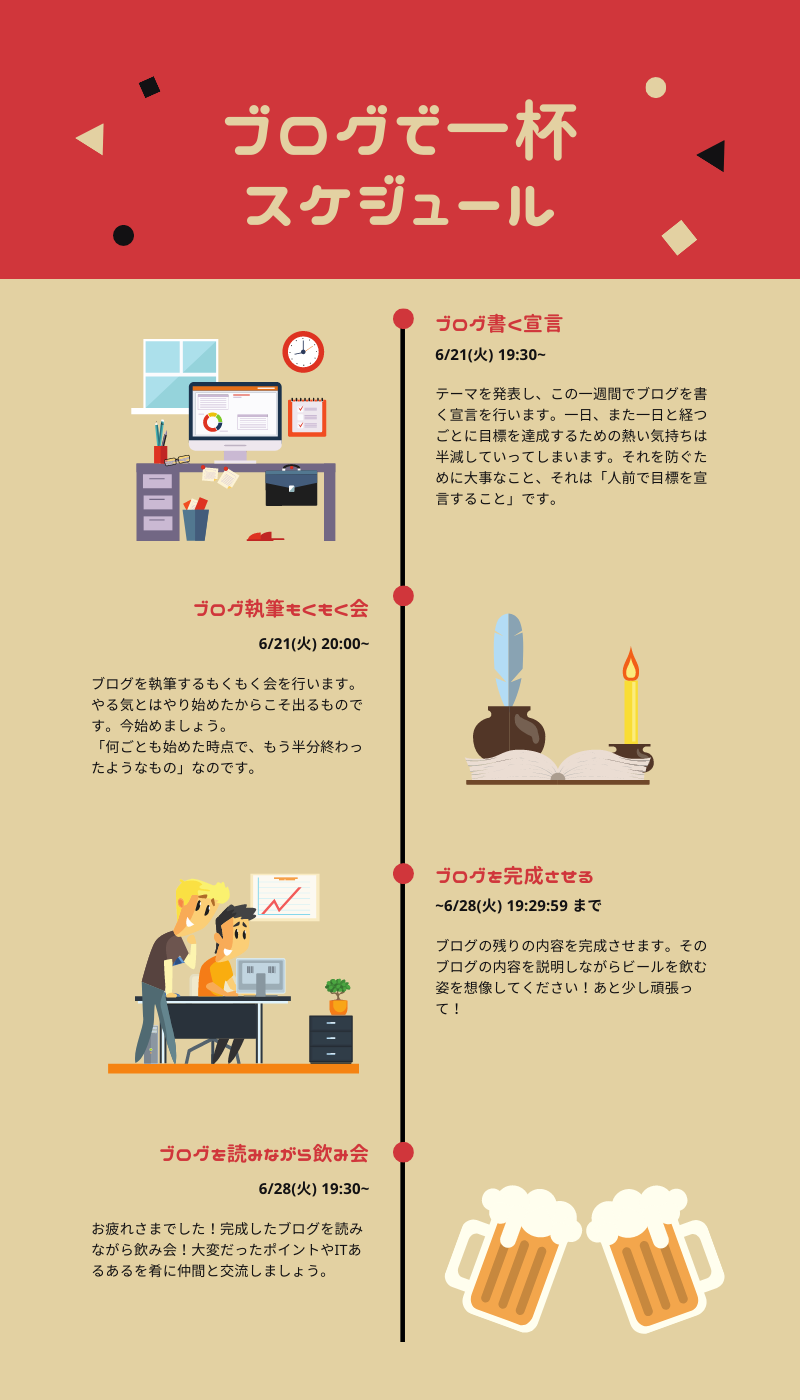 ブログで一杯
スケジュール
ブログ書く宣言
6/21(火) 19:30~
テーマを発表し、この一週間でブログを書
く宣言を行います。一日、また一日と経つ
ごとに目標を達成するための熱い気持ちは
半減していってしまいます。それを防ぐた
めに大事なこと、それは「人前で目標を宣
言すること」です。
ブログ執筆もくもく会
6/21(火) 20:00~
ブログを執筆するもくもく会を行います。
やる気とはやり始めたからこそ出るもので
す。今始めましょう。
「何ごとも始めた時点で、もう半分終わっ
たようなもの」なのです。
ブログを完成させる
~6/28(火) 19:29:59 まで
ブログの残りの内容を完成させます。その
ブログの内容を説明しながらビールを飲む
姿を想像してください！あと少し頑張っ
て！
ブログを読みながら飲み会
6/28(火) 19:30~
お疲れさまでした！完成したブログを読み
ながら飲み会！大変だったポイントやITあ
るあるを肴に仲間と交流しましょう。